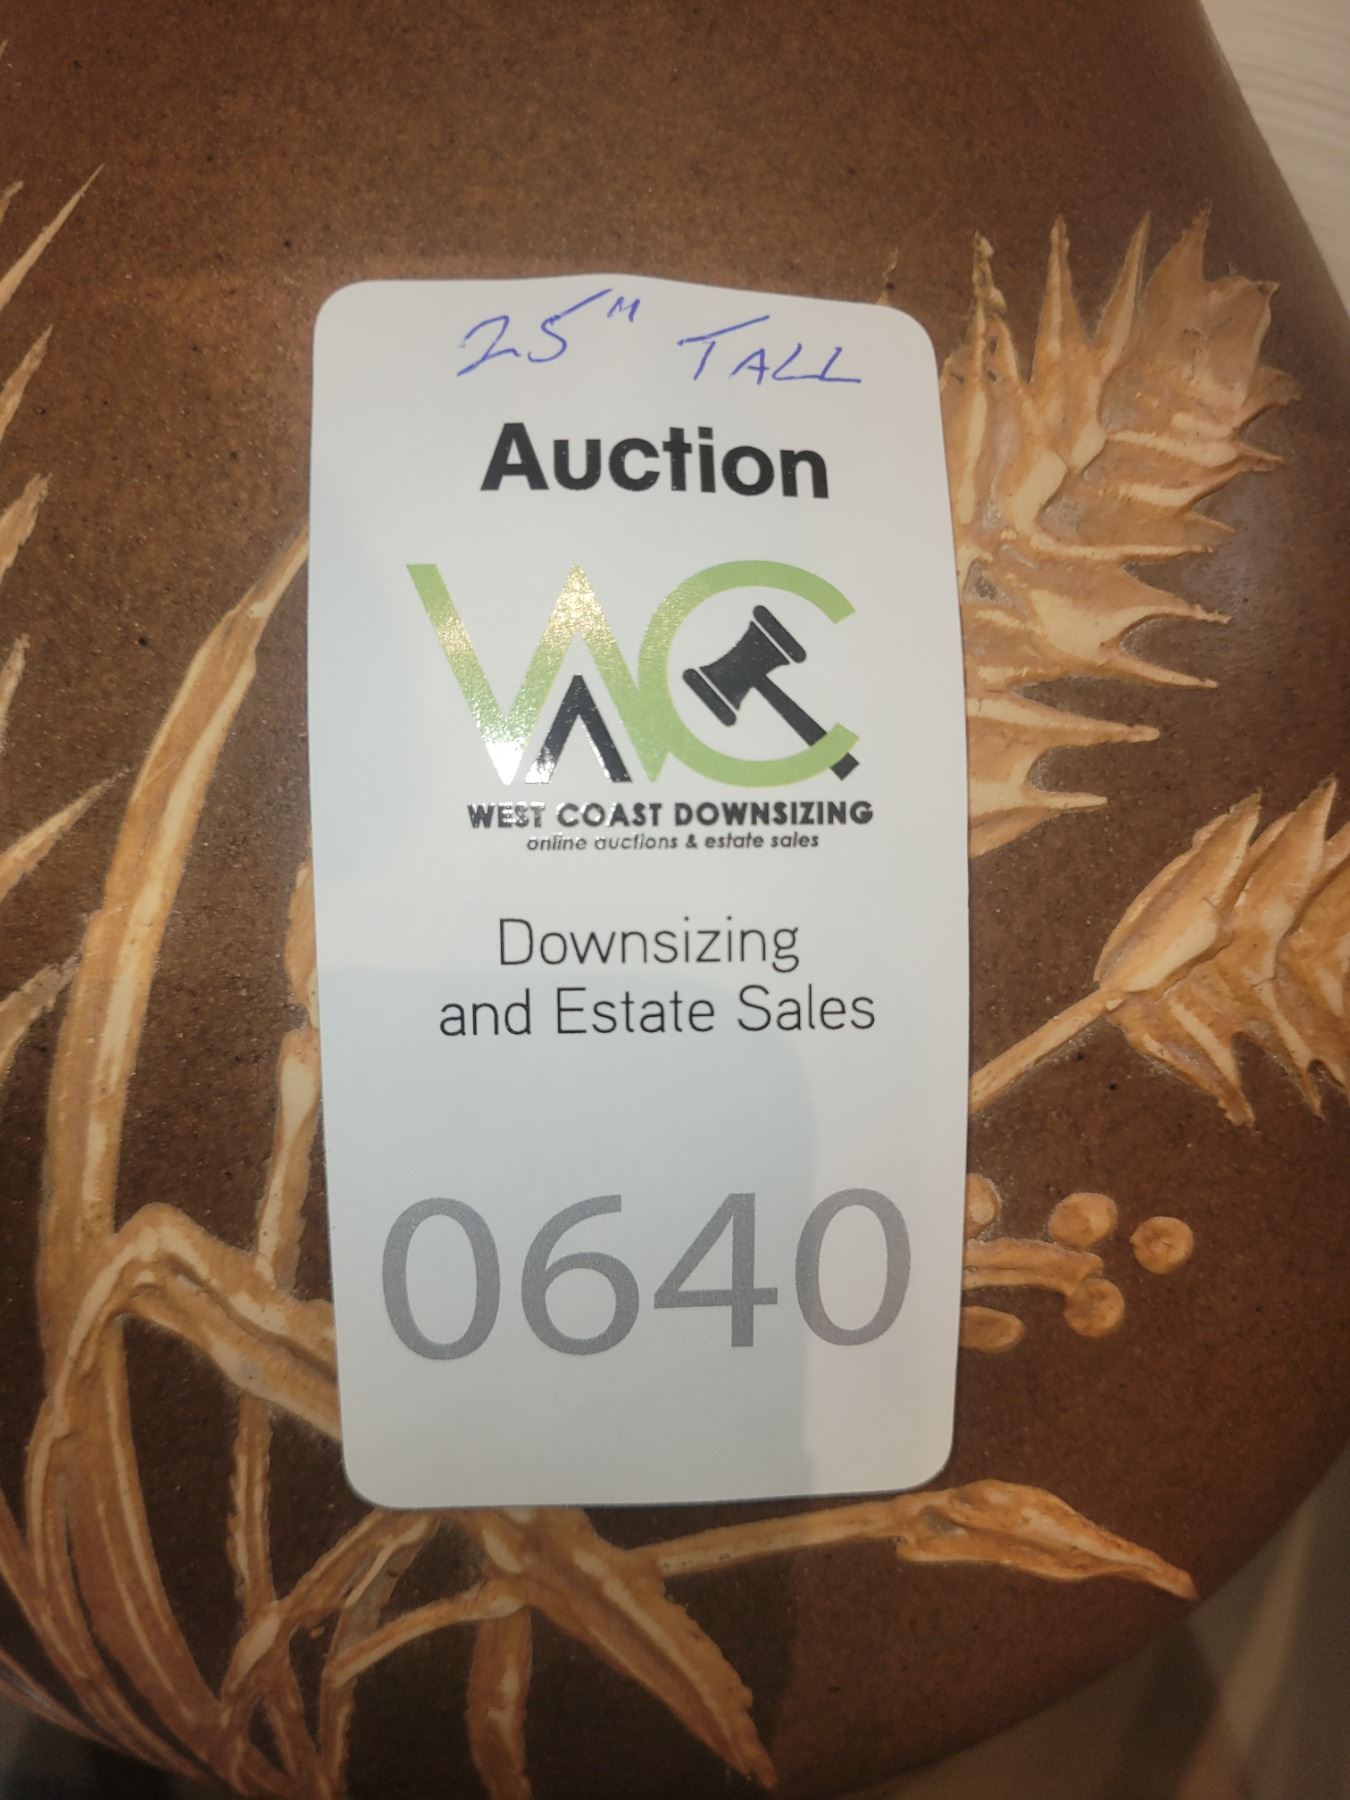 25" TALL
Auction
WC
WEST COAST DOWNSIZING
online auctions & estate sales
Downsizing
and Estate Sales
0640